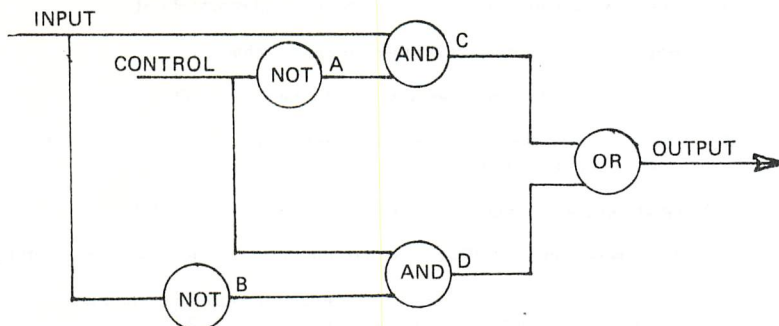 INPUT
CONTROL
NOT
A
AND
C
OR
OUTPUT
NOT
B
AND
D